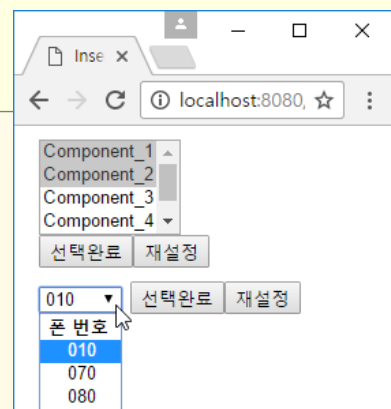 Inse
localhost:8080,
Component_1
Component_2
Component_3
Component_4
선택완료 재설정
010 선택완료 재설정
폰 번호
010
070
080